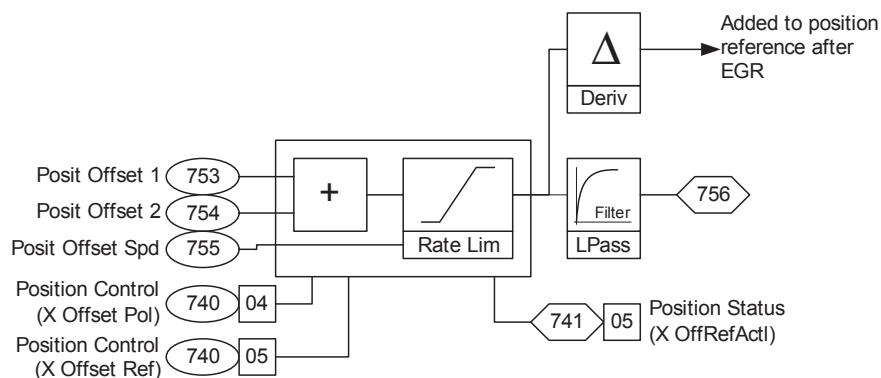 Added to position
reference after
EGR
Δ
Deriv
Posit Offset 1
753
+
Posit Offset 2
754
Filter
756
Posit Offset Spd
755
Rate Lim
LPass
Position Control
(X Offset Pol)
740
04
741
05
Position Status
(X OffRefActl)
Position Control
(X Offset Ref)
740
05